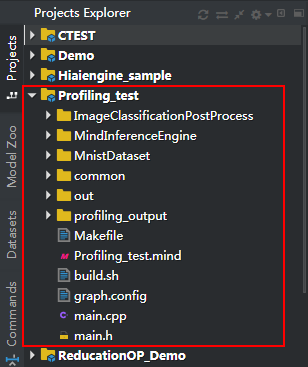 Projects Explorer
Projects
Model Zoo
Datasets
Commands
CTEST
Demo
Hiaiengine_sample
Profiling_test
ImageClassificationPostProcess
MindInferenceEngine
MnistDataset
common
out
profiling_output
Makefile
Profiling_test.mind
build.sh
graph.config
main.cpp
main.h
ReducationOP_Demo